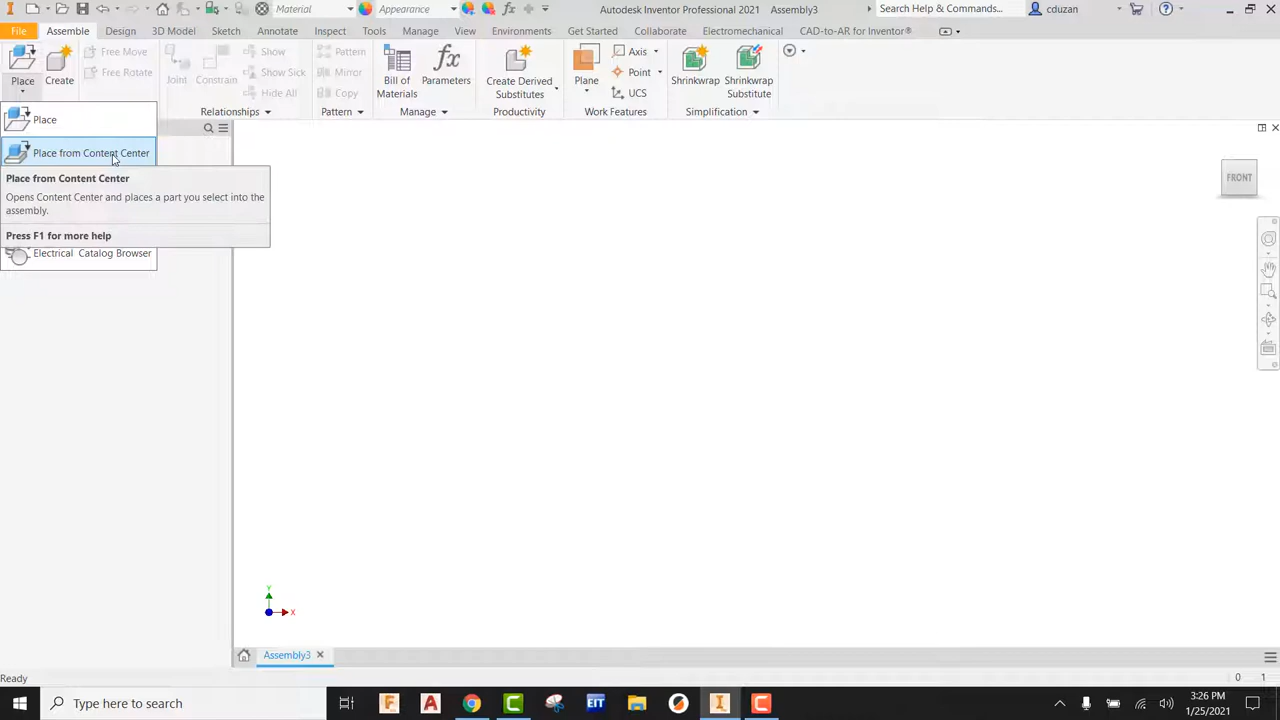 Material
Appearance
Autodesk Inventor Professional 2021 Assembly3
Search Help & Commands...
cduzan
File
Assemble
Design
3D Model
Sketch
Annotate
Inspect
Tools
Manage
View
Environments
Get Started
Collaborate
Electromechanical
CAD-to-AR for Inventor®
Place
Create
Free Move
Free Rotate
Joint
Constrain
Show
Show Sick
Hide All
Relationships
Pattern
Mirror
Copy
Pattern
Bill of
Materials
Parameters
Manage
Create Derived
Substitutes
Productivity
Plane
Axis
Point
UCS
Work Features
Shrinkwrap
Shrinkwrap
Substitute
Simplification
Place
Place from Content Center
Place from Content Center
Opens Content Center and places a part you select into the
assembly.
Press F1 for more help
Electrical Catalog Browser
FRONT
Y
X
Assembly3
Ready
0 1
Type here to search
EIT
3:26 PM
1/25/2021